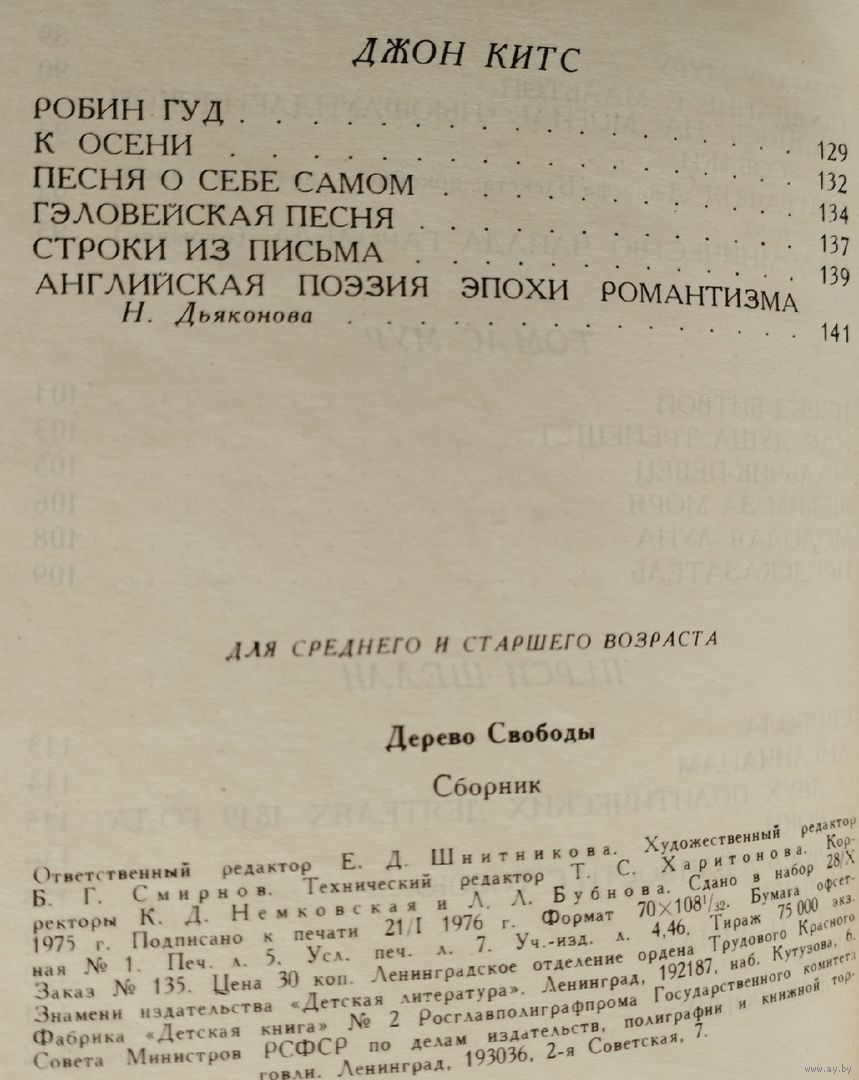 ДЖОН КИТС
РОБИН ГУД . . . . . . . . . . . . . . . 129
К ОСЕНИ . . . . . . . . . . . . . . . 132
ПЕСНЯ О СЕБЕ САМОМ . . . . . . . . . . 134
ГЭЛОВЕЙСКАЯ ПЕСНЯ . . . . . . . . . . 137
СТРОКИ ИЗ ПИСЬМА . . . . . . . . . . 139
АНГЛИЙСКАЯ ПОЭЗИЯ ЭПОХИ РОМАНТИЗМА
Н. Дьяконова . . . . . . . . . . . . . 141
ДЛЯ СРЕДНЕГО И СТАРШЕГО ВОЗРАСТА
Дерево Свободы
Сборник
Ответственный редактор Е. Д. Шнитникова. Художественный редактор
Б. Г. Смирнов. Технический редактор Т. С. Харитонова. Кор-
ректоры К. Д. Немковская и Л. Л. Бубнова. Сдано в набор 28/X
1975 г. Подписано к печати 21/I 1976 г. Формат 70×108¹/₃₂. Бумага офсет-
ная № 1. Печ. л. 5. Усл. печ. л. 7. Уч.-изд. л. 4,46. Тираж 75 000 экз.
Заказ № 135. Цена 30 коп. Ленинградское отделение ордена Трудового Красного
Знамени издательства «Детская литература». Ленинград, 192187, наб. Кутузова, 6.
Фабрика «Детская книга» № 2 Росглавполиграфпрома Государственного комитета
Совета Министров РСФСР по делам издательств, полиграфии и книжной тор-
говли. Ленинград, 193036, 2-я Советская, 7.
www.ay.by